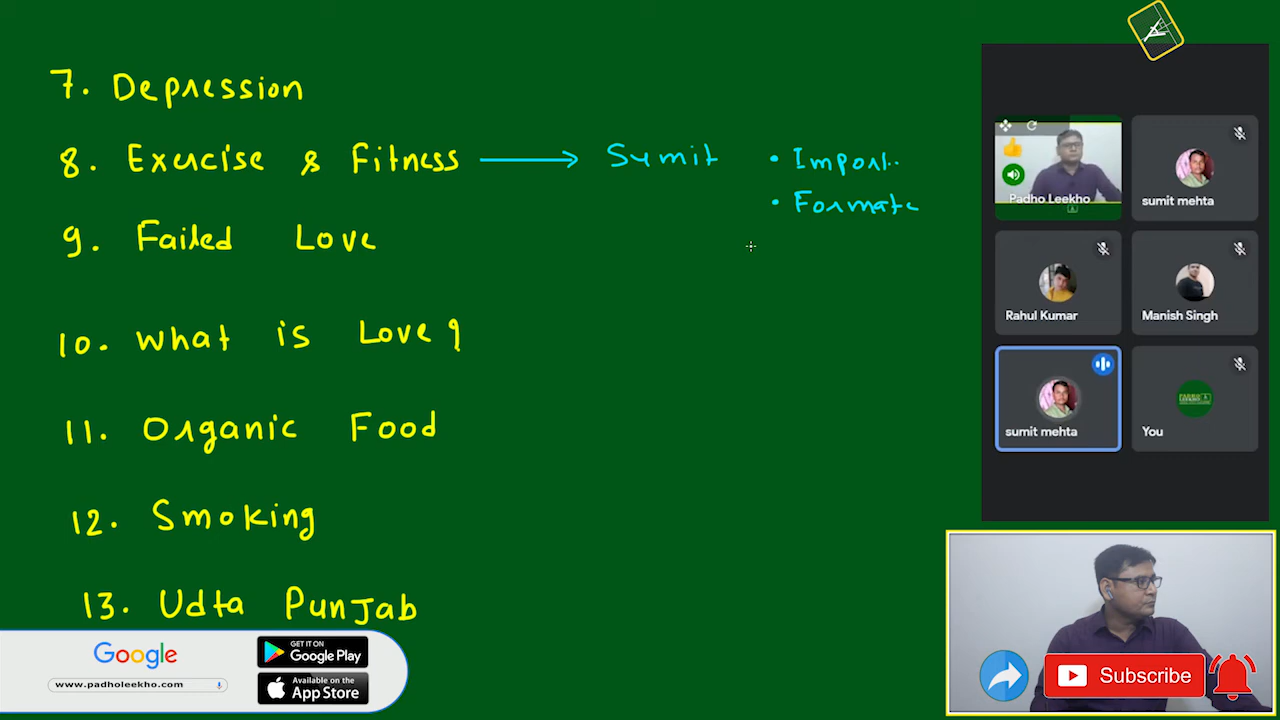 7. Depression
8. Exercise & Fitness → Sumit
• Import..
• Formate
9. Failed Love
10. What is Love ?
11. Organic Food
12. Smoking
13. Udta Punjab
Padho Leekho
sumit mehta
Rahul Kumar
Manish Singh
sumit mehta
You
Google
www.padholeekho.com
GET IT ON
Google Play
Available on the
App Store
Subscribe